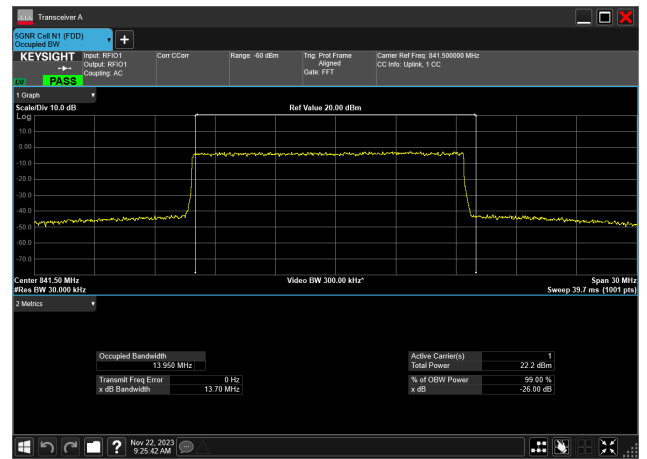 Transceiver A
5GNR Cell N1 (FDD)
Occupied BW
KEYSIGHT
LW PASS
Input: RFIO1
Output: RFIO1
Coupling: AC
Corr CCorr
Range: -60 dBm
Trig: Prot Frame
Aligned
Gate: FFT
Carrier Ref Freq: 841.500000 MHz
CC Info: Uplink, 1 CC
1 Graph
Scale/Div 10.0 dB
Ref Value 20.00 dBm
Log
10.0
0.00
-10.0
-20.0
-30.0
-40.0
-50.0
-60.0
-70.0
Center 841.50 MHz
Video BW 300.00 kHz*
Span 30 MHz
#Res BW 30.000 kHz
Sweep 39.7 ms (1001 pts)
2 Metrics
Occupied Bandwidth
13.950 MHz
Transmit Freq Error 0 Hz
x dB Bandwidth 13.70 MHz
Active Carrier(s) 1
Total Power 22.2 dBm
% of OBW Power 99.00 %
x dB -26.00 dB
Nov 22, 2023
9:25:42 AM